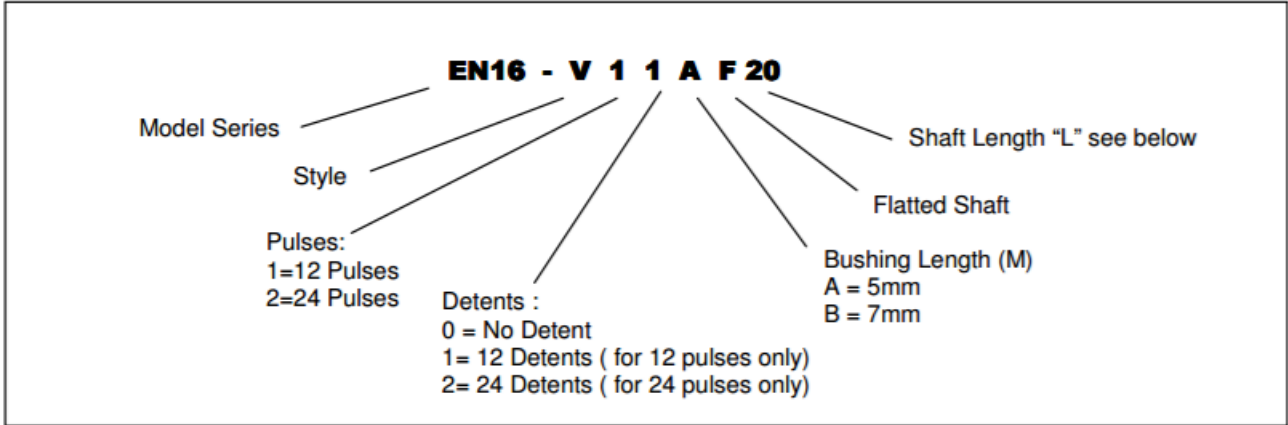 EN16 - V 1 1 A F 20
Model Series
Shaft Length “L” see below
Style
Flatted Shaft
Pulses:
1=12 Pulses
2=24 Pulses
Bushing Length (M)
A = 5mm
B = 7mm
Detents :
0 = No Detent
1= 12 Detents ( for 12 pulses only)
2= 24 Detents ( for 24 pulses only)